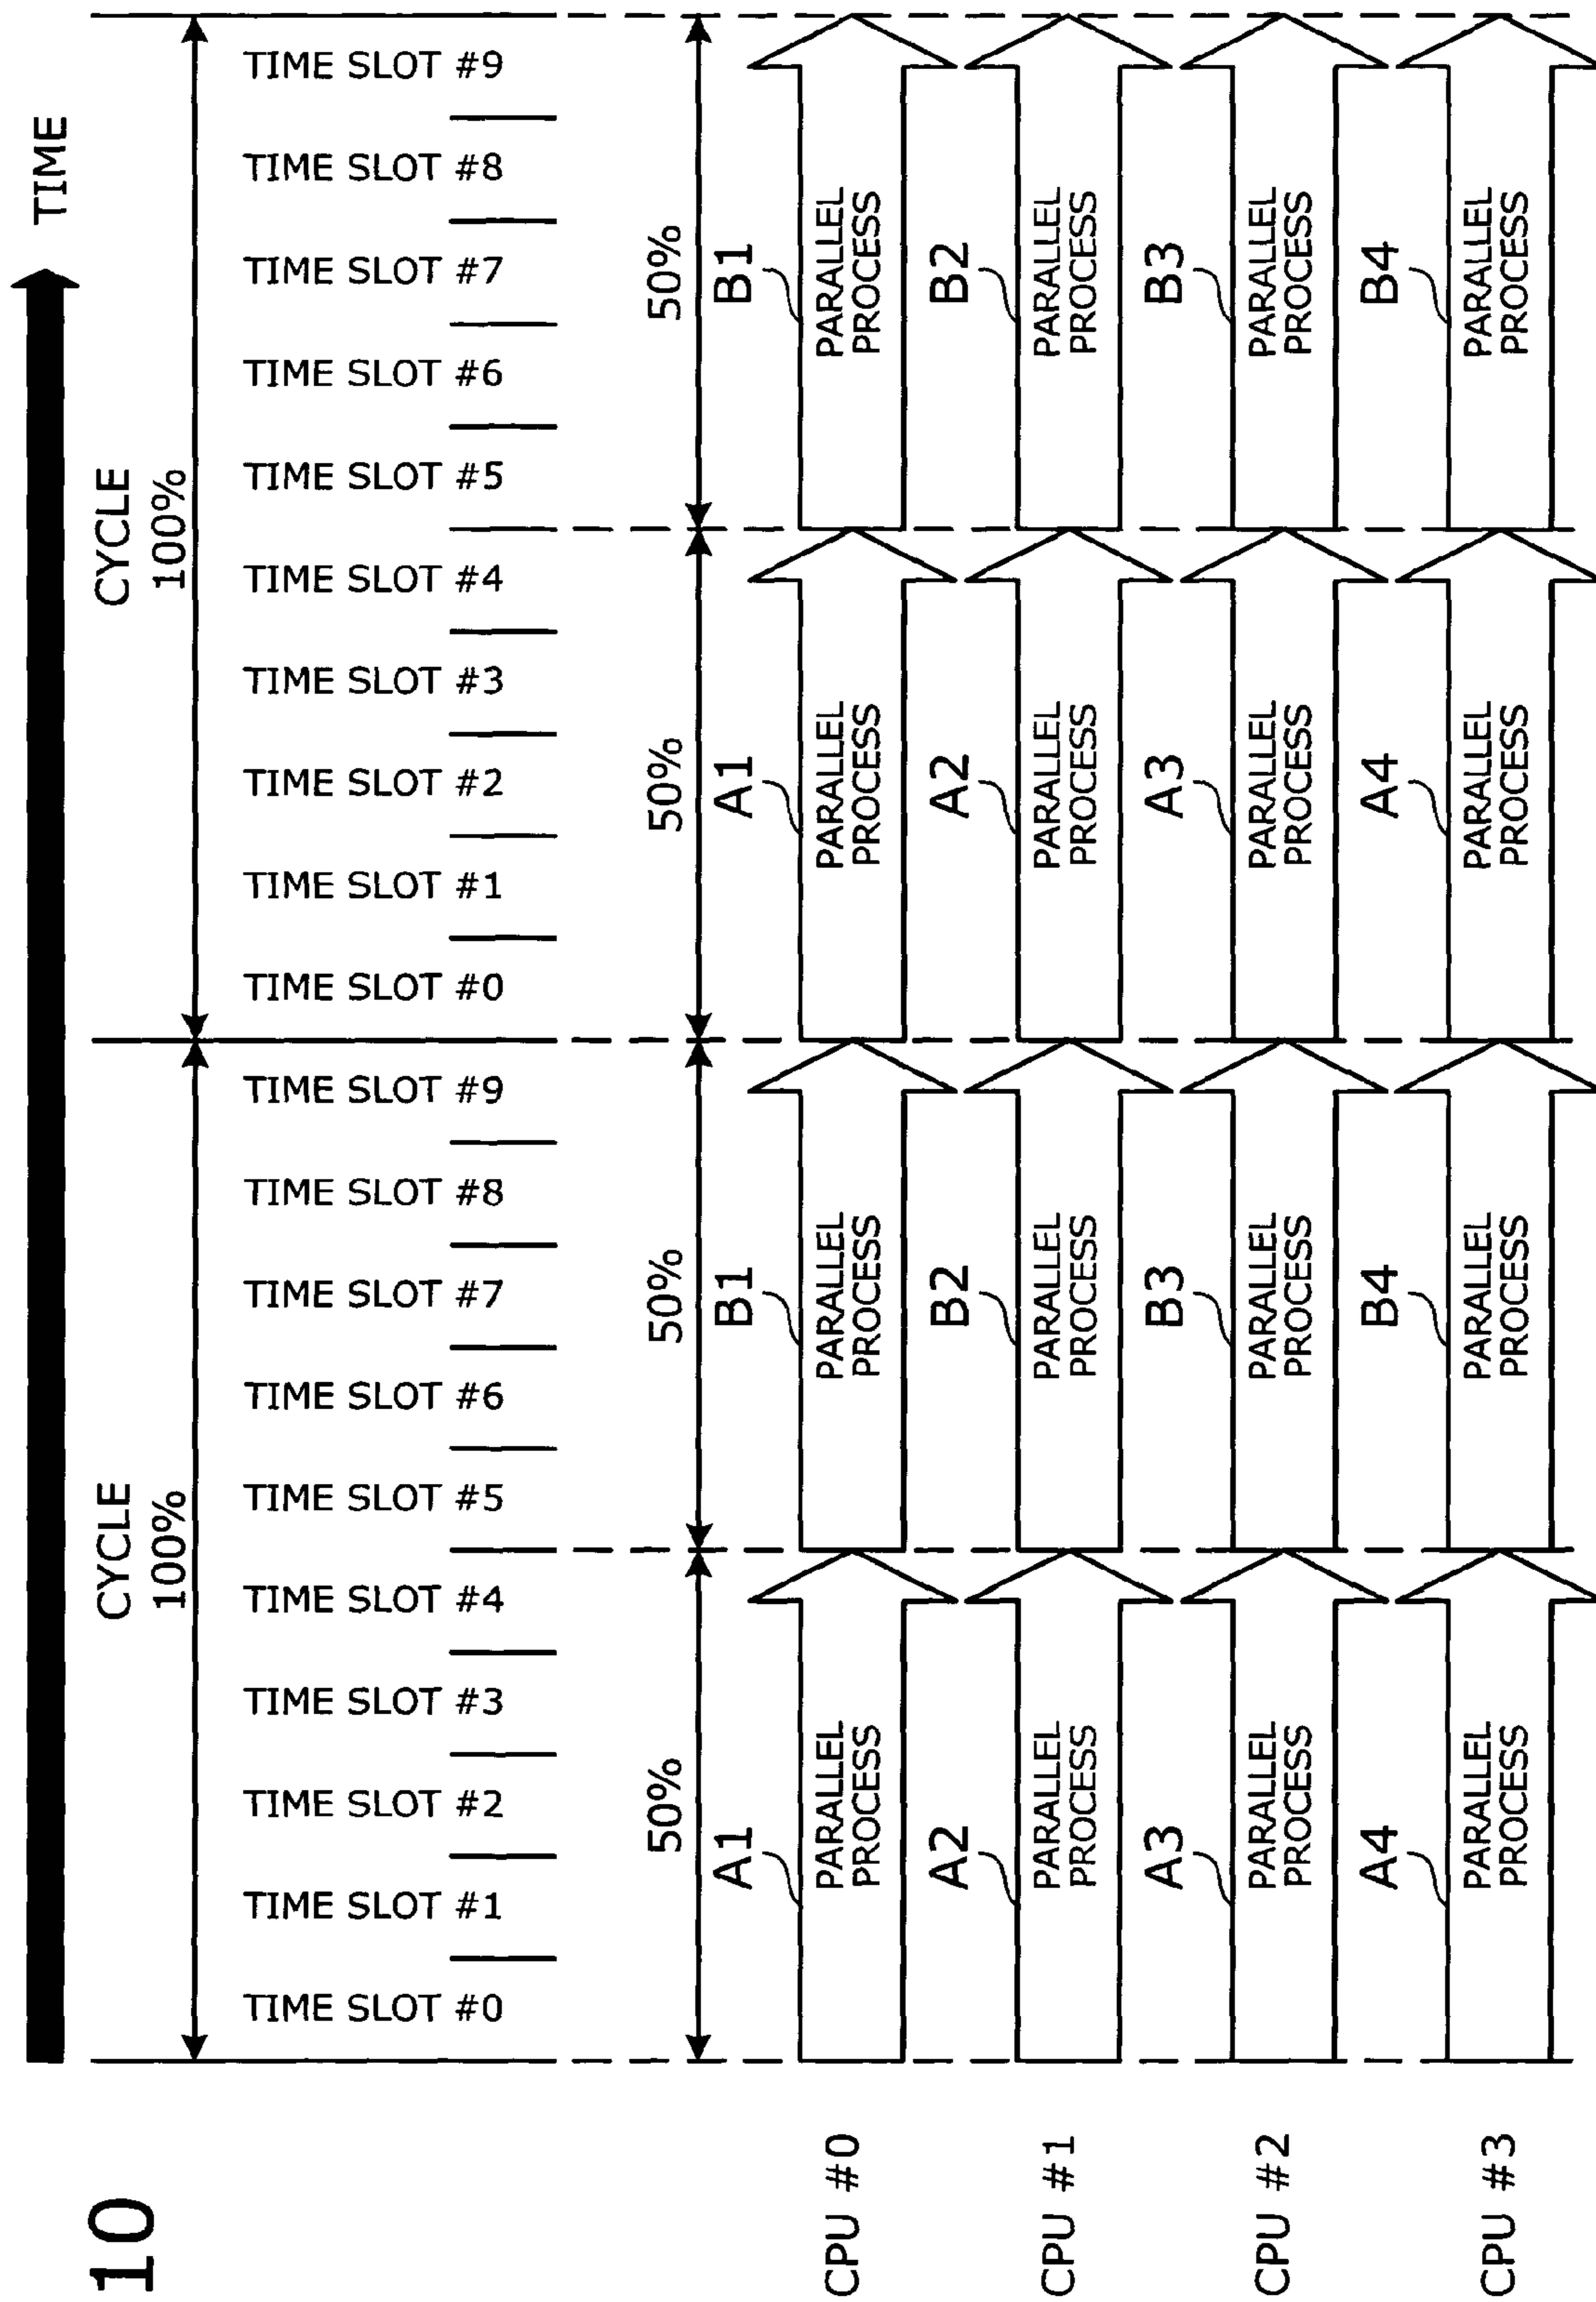 10
TIME
CYCLE
100%
CYCLE
100%
TIME SLOT #0
TIME SLOT #1
TIME SLOT #2
TIME SLOT #3
TIME SLOT #4
TIME SLOT #5
TIME SLOT #6
TIME SLOT #7
TIME SLOT #8
TIME SLOT #9
TIME SLOT #0
TIME SLOT #1
TIME SLOT #2
TIME SLOT #3
TIME SLOT #4
TIME SLOT #5
TIME SLOT #6
TIME SLOT #7
TIME SLOT #8
TIME SLOT #9
50%
50%
50%
50%
A1
B1
A1
B1
CPU #0
PARALLEL
PROCESS
PARALLEL
PROCESS
PARALLEL
PROCESS
PARALLEL
PROCESS
A2
B2
A2
B2
CPU #1
PARALLEL
PROCESS
PARALLEL
PROCESS
PARALLEL
PROCESS
PARALLEL
PROCESS
A3
B3
A3
B3
CPU #2
PARALLEL
PROCESS
PARALLEL
PROCESS
PARALLEL
PROCESS
PARALLEL
PROCESS
A4
B4
A4
B4
CPU #3
PARALLEL
PROCESS
PARALLEL
PROCESS
PARALLEL
PROCESS
PARALLEL
PROCESS